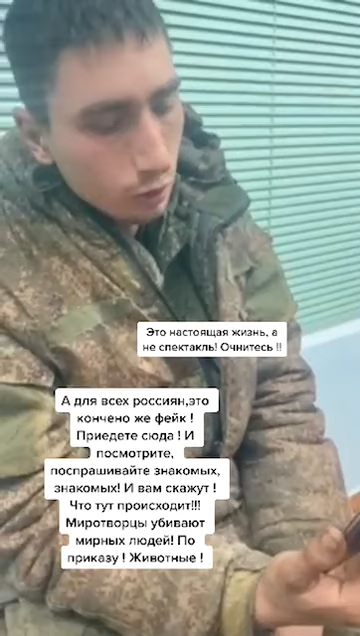 Это настоящая жизнь, а
не спектакль! Очнитесь !!
А для всех россиян,это
кончено же фейк !
Приедете сюда ! И
посмотрите,
поспрашивайте знакомых,
знакомых! И вам скажут !
Что тут происходит!!!
Миротворцы убивают
мирных людей! По
приказу ! Животные !